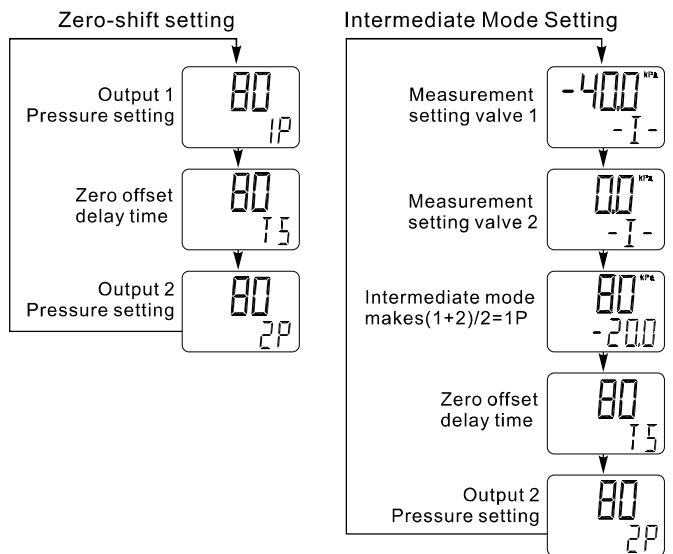 Zero-shift setting
Output 1
Pressure setting
80
1P
Zero offset
delay time
80
T5
Output 2
Pressure setting
80
2P
Intermediate Mode Setting
Measurement
setting valve 1
-40.0 kPa
-I-
Measurement
setting valve 2
0.0 kPa
-I-
Intermediate mode
makes(1+2)/2=1P
80 kPa
-20.0
Zero offset
delay time
80
T5
Output 2
Pressure setting
80
2P